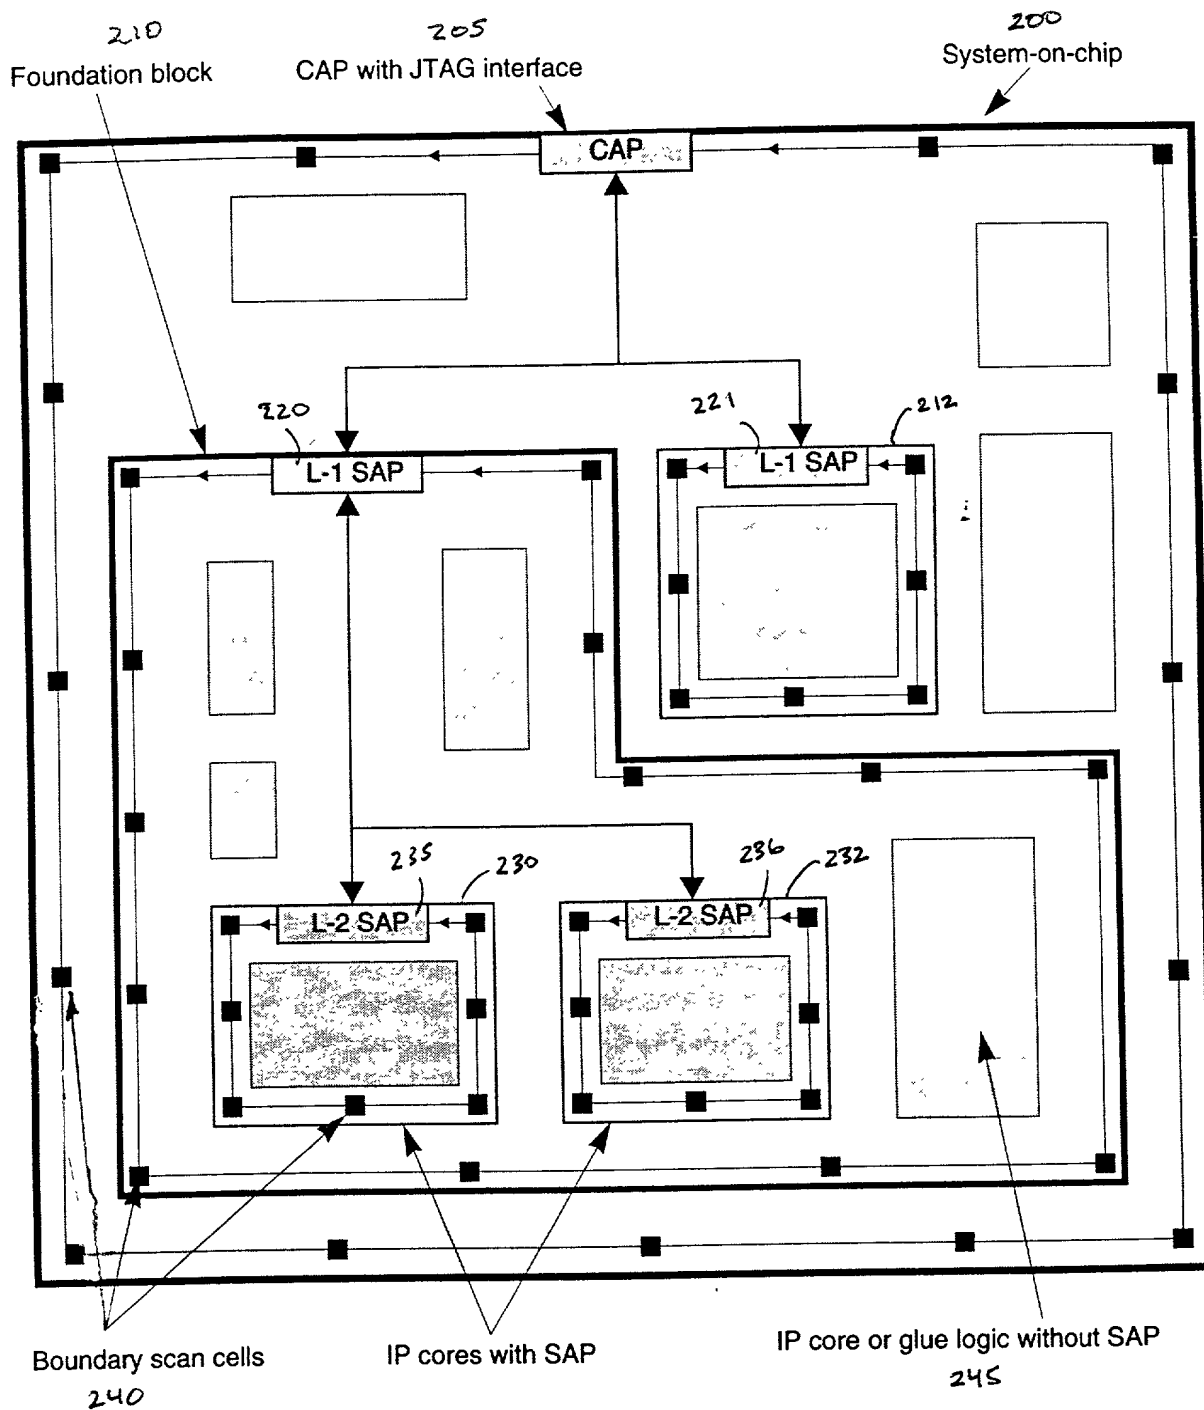 210
Foundation block
205
CAP with JTAG interface
200
System-on-chip
CAP
220
L-1 SAP
221
212
L-1 SAP
235
230
L-2 SAP
236
232
L-2 SAP
Boundary scan cells
240
IP cores with SAP
IP core or glue logic without SAP
245